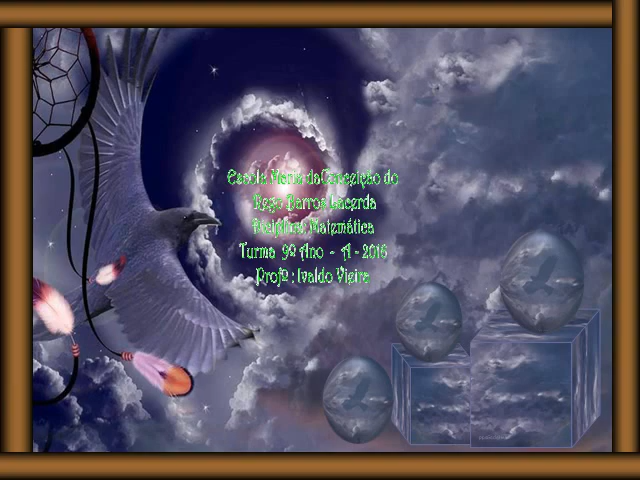 Escola Maria da Conceição do
Rego Barros Lacerda
Disciplina: Matemática
Turma 9º Ano - A - 2016
Profº : Ivaldo Vieira